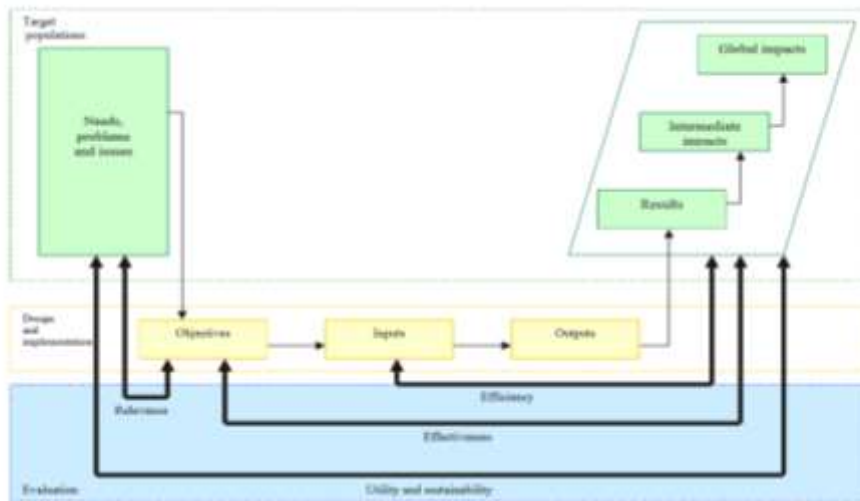 Target
populations
Needs,
problems
and issues
Global impacts
Intermediate
impacts
Results
Design
and
implementation
Objectives
Inputs
Outputs
Efficiency
Relevance
Effectiveness
Evaluation
Utility and sustainability